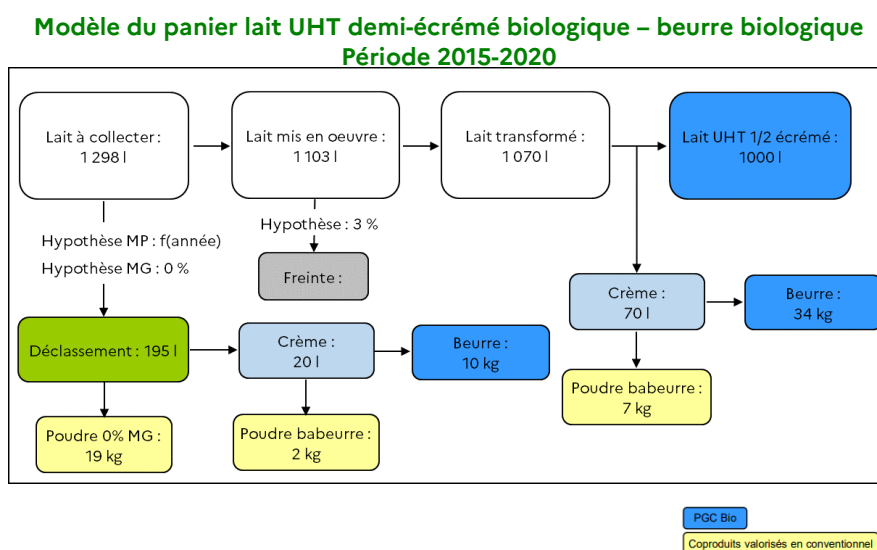 Modèle du panier lait UHT demi-écrémé biologique – beurre biologique
Période 2015-2020
Lait à collecter :
1 298 l
Lait mis en oeuvre :
1 103 l
Lait transformé :
1 070 l
Lait UHT 1/2 écrémé :
1000 l
Hypothèse MP : f(année)
Hypothèse MG : 0 %
Hypothèse : 3 %
Freinte :
Crème :
70 l
Beurre :
34 kg
Déclassement : 195 l
Crème :
20 l
Beurre :
10 kg
Poudre babeurre :
7 kg
Poudre 0% MG :
19 kg
Poudre babeurre :
2 kg
PGC Bio
Coproduits valorisés en conventionnel